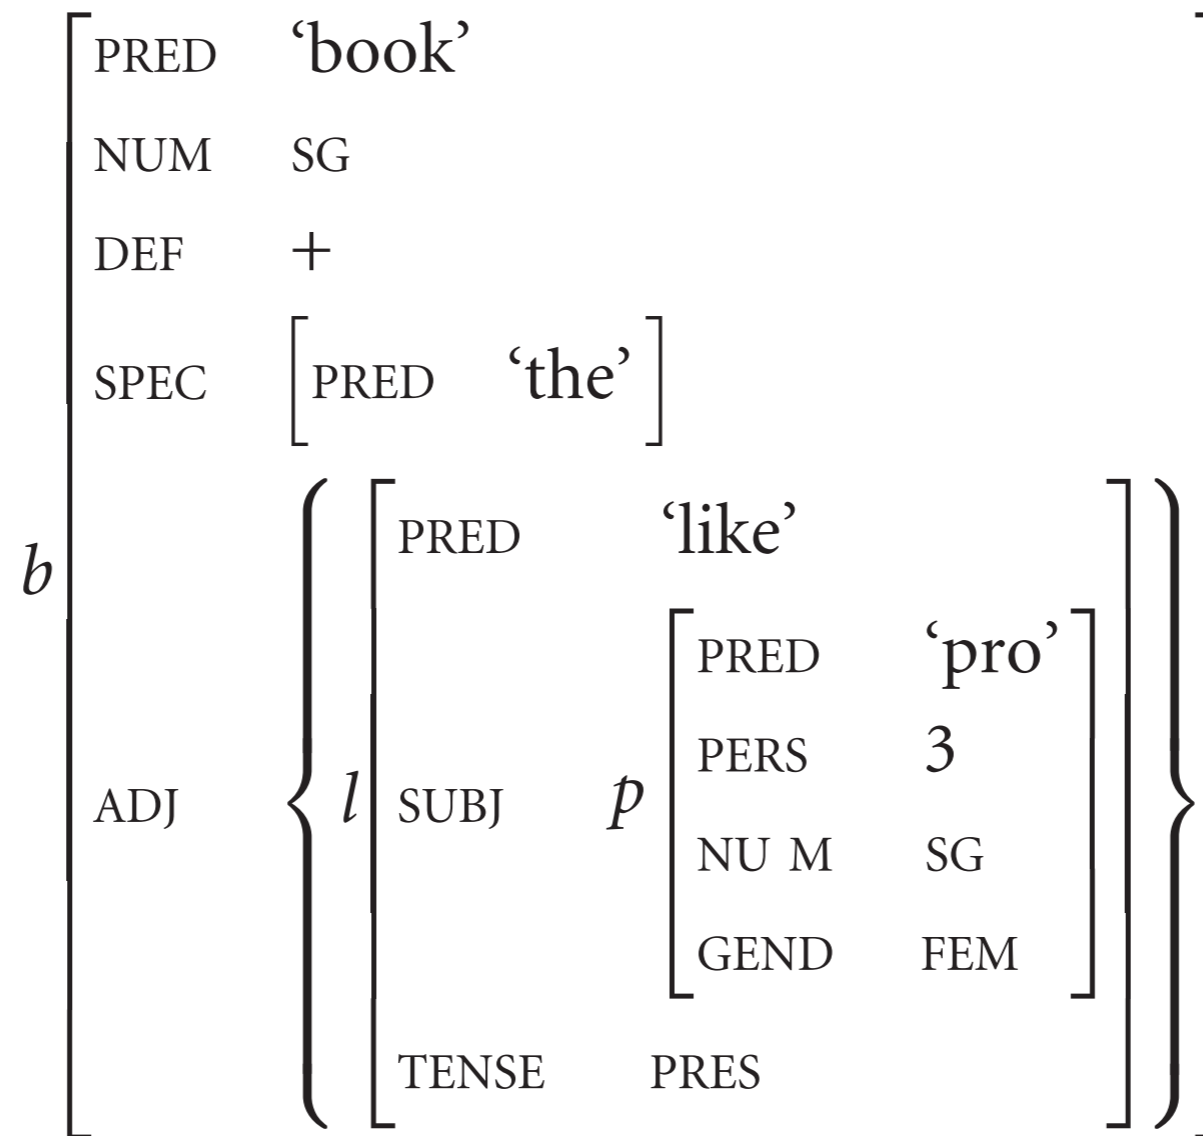 PRED ‘book’
NUM SG
DEF +
SPEC [PRED ‘the’]
b
PRED ‘like’
PRED ‘pro’
PERS 3
ADJ { l SUBJ p
NU M SG
GEND FEM
TENSE PRES